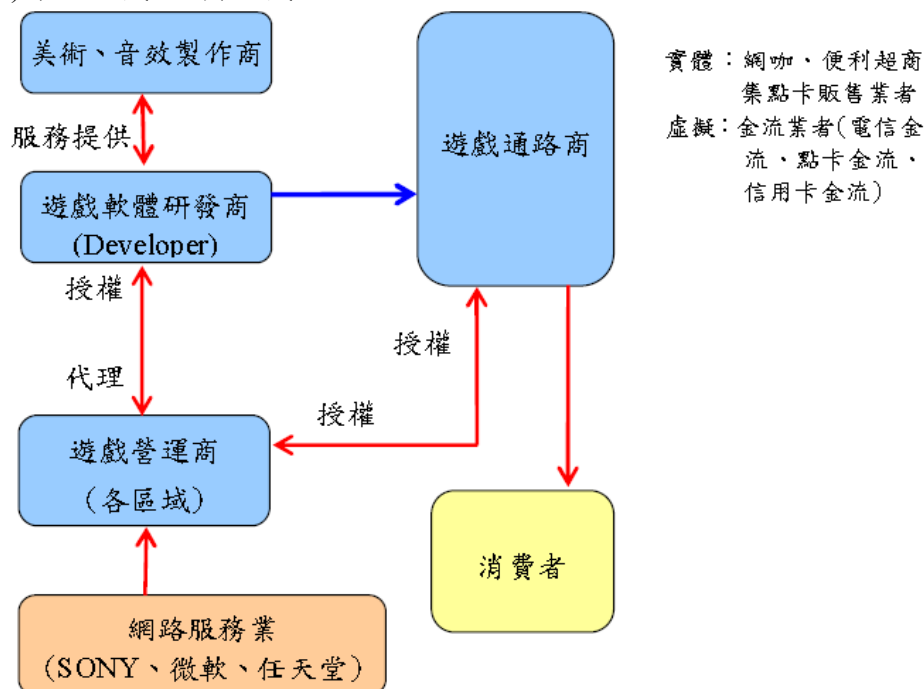 美術、音效製作商
服務提供
遊戲軟體研發商
(Developer)
授權
代理
遊戲營運商
（各區域）
網路服務業
（SONY、微軟、任天堂）
遊戲通路商
授權
授權
消費者
實體：網咖、便利超商
集點卡販售業者
虛擬：金流業者(電信金
流、點卡金流、
信用卡金流)